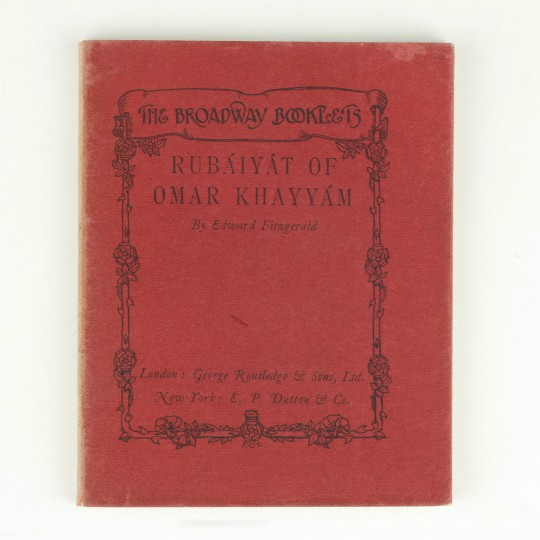 THE BROADWAY BOOKLETS
RUBÁIYÁT OF
OMAR KHAYYÁM
By Edward Fitzgerald
London: George Routledge & Sons, Ltd.
New York: E. P. Dutton & Co.